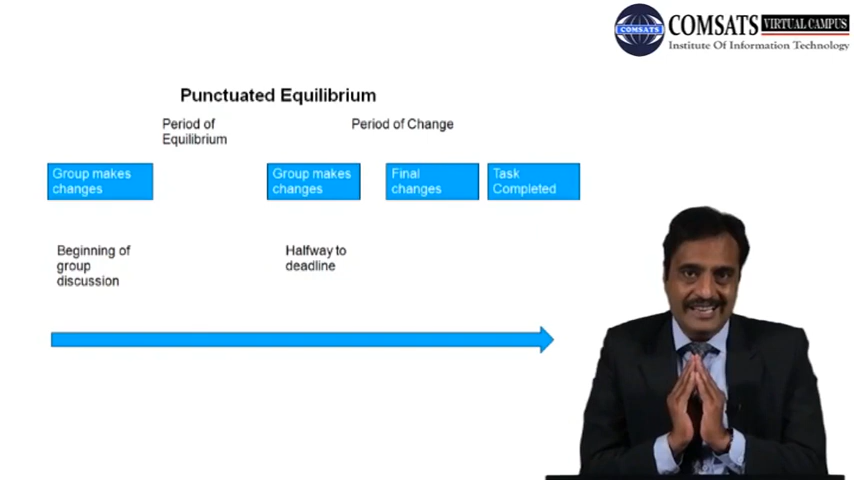 COMSATS VIRTUAL CAMPUS
COMSATS
Institute Of Information Technology
Punctuated Equilibrium
Period of
Equilibrium
Period of Change
Group makes
changes
Group makes
changes
Final
changes
Task
Completed
Beginning of
group
discussion
Halfway to
deadline